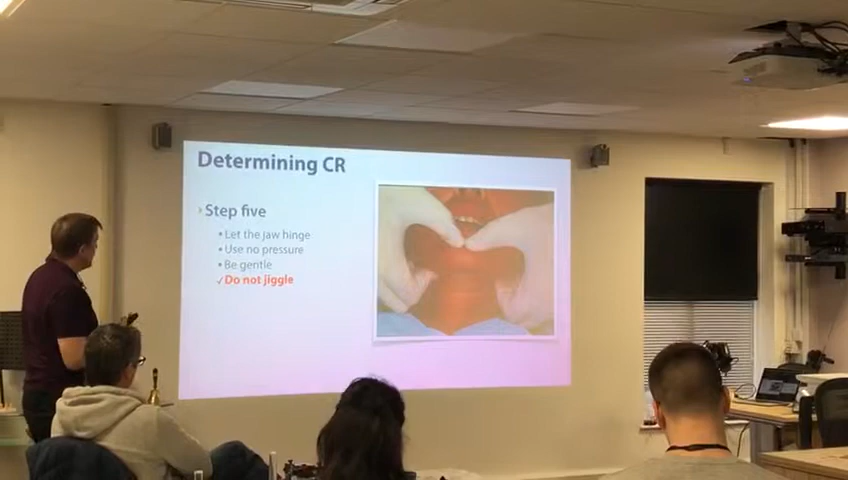 Determining CR
› Step five
• Let the jaw hinge
• Use no pressure
• Be gentle
✓ Do not jiggle